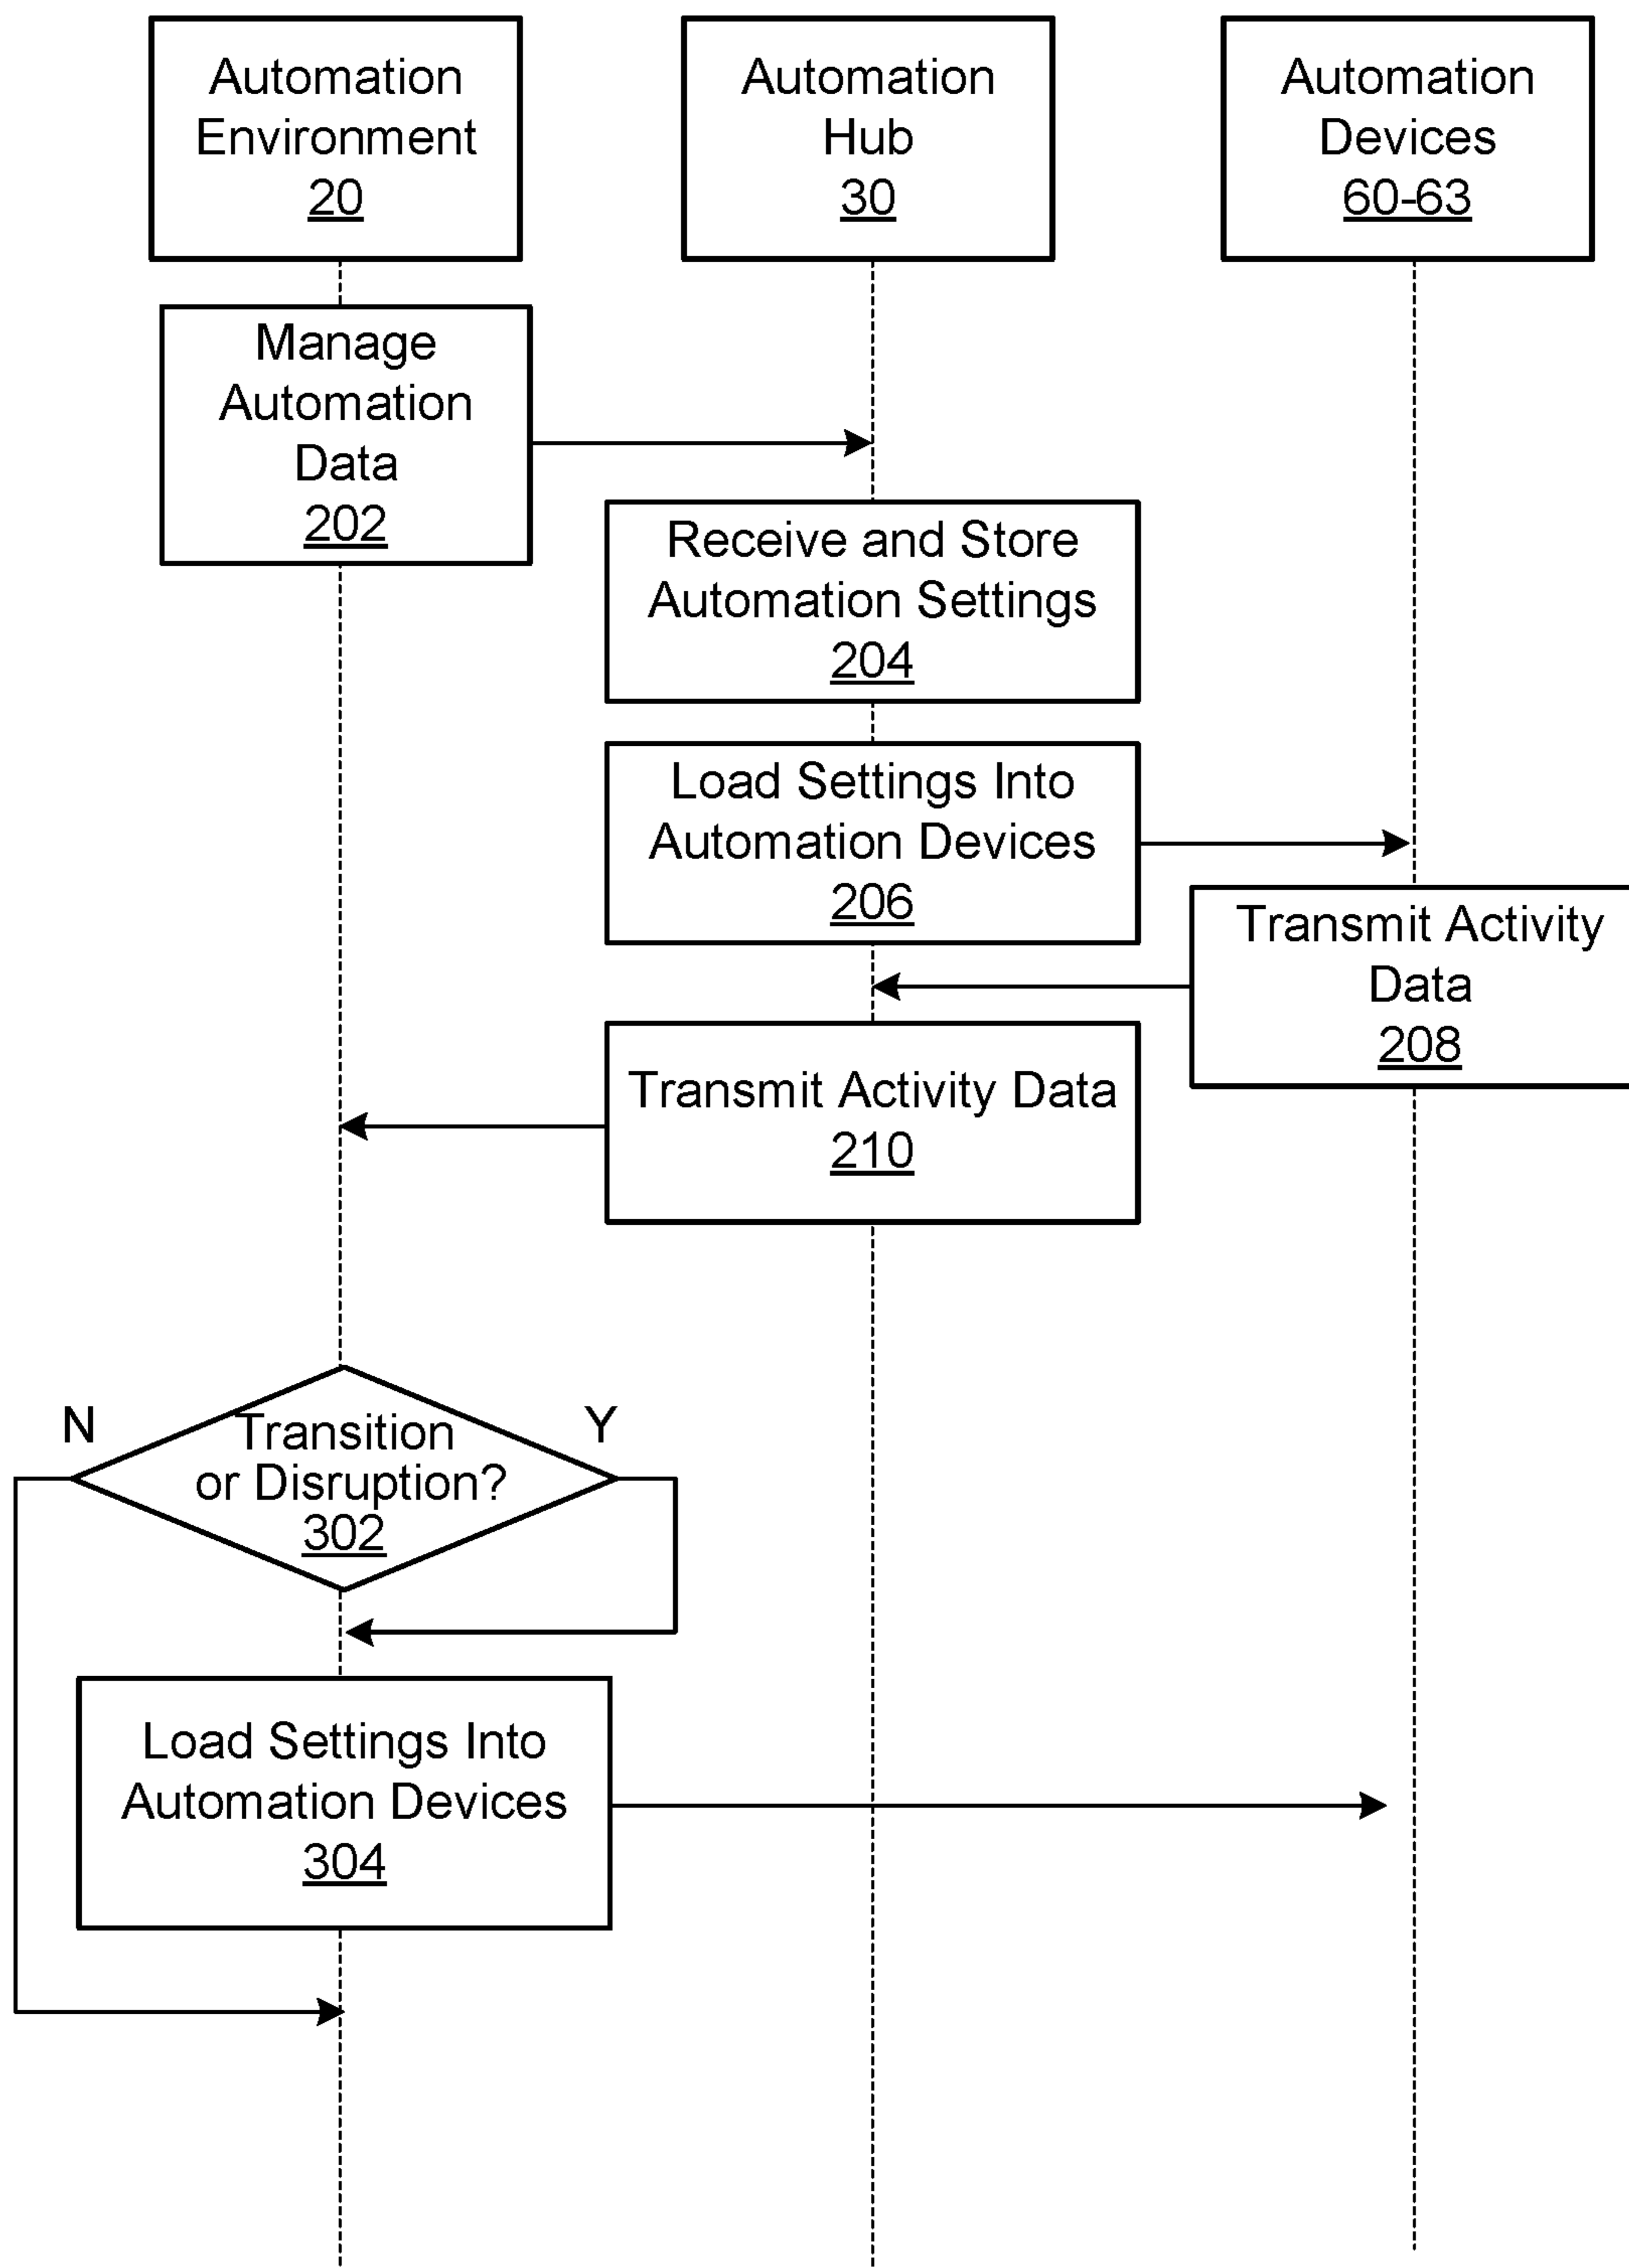 Automation
Environment
20
Automation
Hub
30
Automation
Devices
60-63
Manage
Automation
Data
202
Receive and Store
Automation Settings
204
Load Settings Into
Automation Devices
206
Transmit Activity
Data
208
Transmit Activity Data
210
N
Y
Transition
or Disruption?
302
Load Settings Into
Automation Devices
304